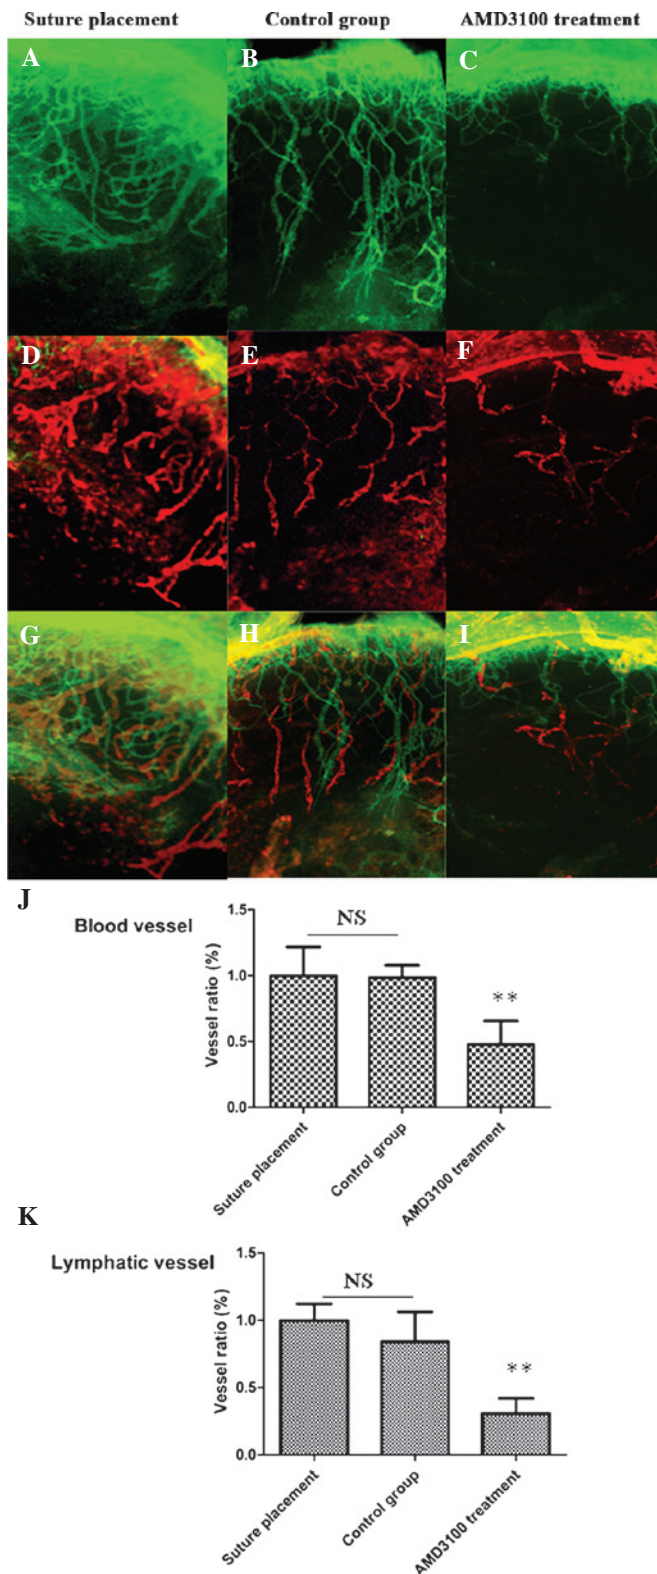 Suture placement
Control group
AMD3100 treatment
A
B
C
D
E
F
G
H
I
J
Blood vessel
Vessel ratio (%)
1.5
1.0
0.5
0.0
NS
**
Suture placement
Control group
AMD3100 treatment
K
Lymphatic vessel
Vessel ratio (%)
1.5
1.0
0.5
0.0
NS
**
Suture placement
Control group
AMD3100 treatment